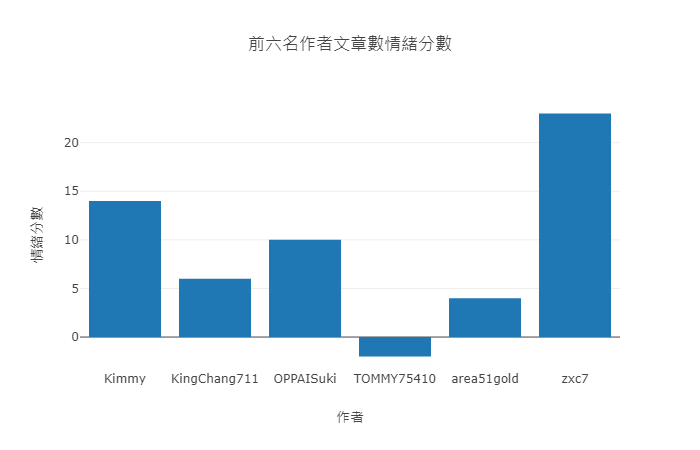 前六名作者文章數情緒分數
情緒分數
20
15
10
5
0
Kimmy
KingChang711
OPPAISuki
TOMMY75410
area51gold
zxc7
作者